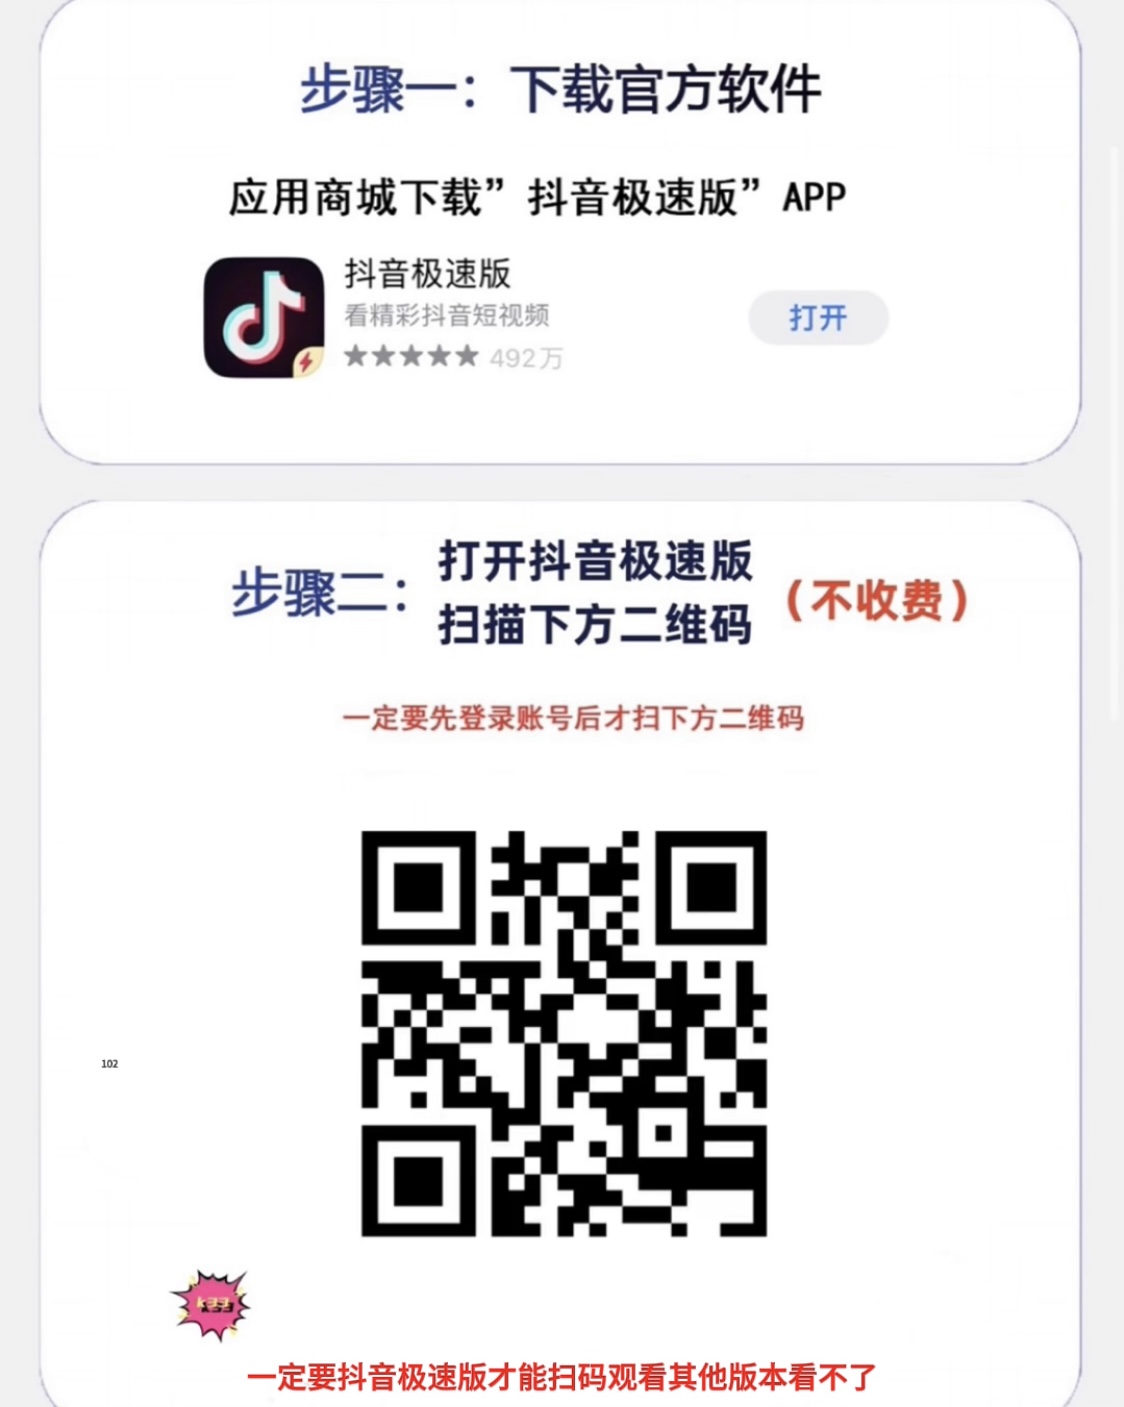 步骤一：下载官方软件
应用商城下载”抖音极速版”APP
抖音极速版
看精彩抖音短视频
★★★★★ 492万
打开
步骤二：
打开抖音极速版
扫描下方二维码
（不收费）
一定要先登录账号后才扫下方二维码
102
k33
一定要抖音极速版才能扫码观看其他版本看不了